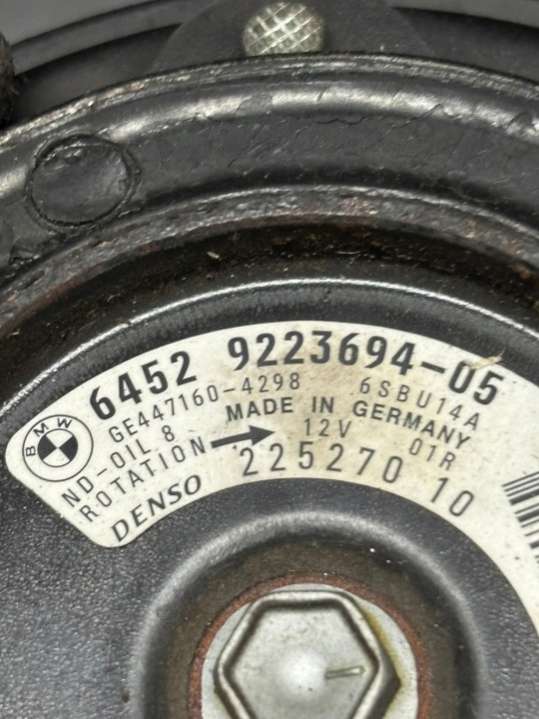 6452 9223694-05
GE447160-4298 6SBU14A
ND-OIL 8 MADE IN GERMANY
ROTATION 12V 01R
DENSO 225270 10
BMW